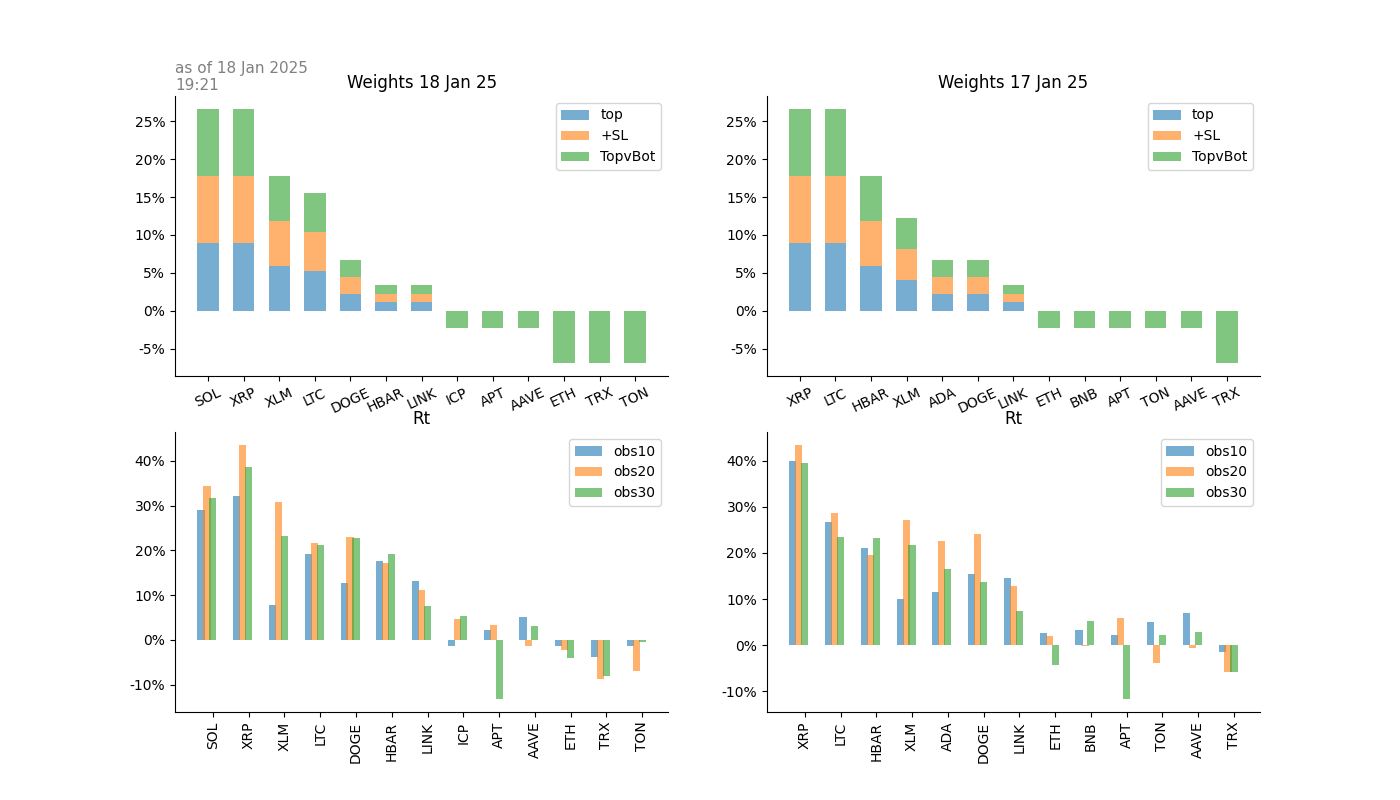 as of 18 Jan 2025
19:21
Weights 18 Jan 25
25%
20%
15%
10%
5%
0%
-5%
top
+SL
TopvBot
SOL XRP XLM LTC DOGE HBAR LINK ICP APT AAVE ETH TRX TON
Weights 17 Jan 25
25%
20%
15%
10%
5%
0%
-5%
top
+SL
TopvBot
XRP LTC HBAR XLM ADA DOGE LINK ETH BNB APT TON AAVE TRX
Rt
40%
30%
20%
10%
0%
-10%
obs10
obs20
obs30
SOL XRP XLM LTC DOGE HBAR LINK ICP APT AAVE ETH TRX TON
Rt
40%
30%
20%
10%
0%
-10%
obs10
obs20
obs30
XRP LTC HBAR XLM ADA DOGE LINK ETH BNB APT TON AAVE TRX